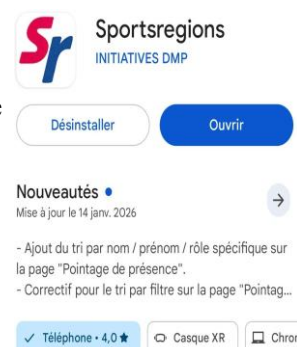 Sr
Sportsregions
INITIATIVES DMP
e
Désinstaller
Ouvrir
Nouveautés
Mise à jour le 14 janv. 2026
- Ajout du tri par nom / prénom / rôle spécifique sur
la page "Pointage de présence".
- Correctif pour le tri par filtre sur la page "Pointag...
Téléphone • 4,0 ★
Casque XR
Chron